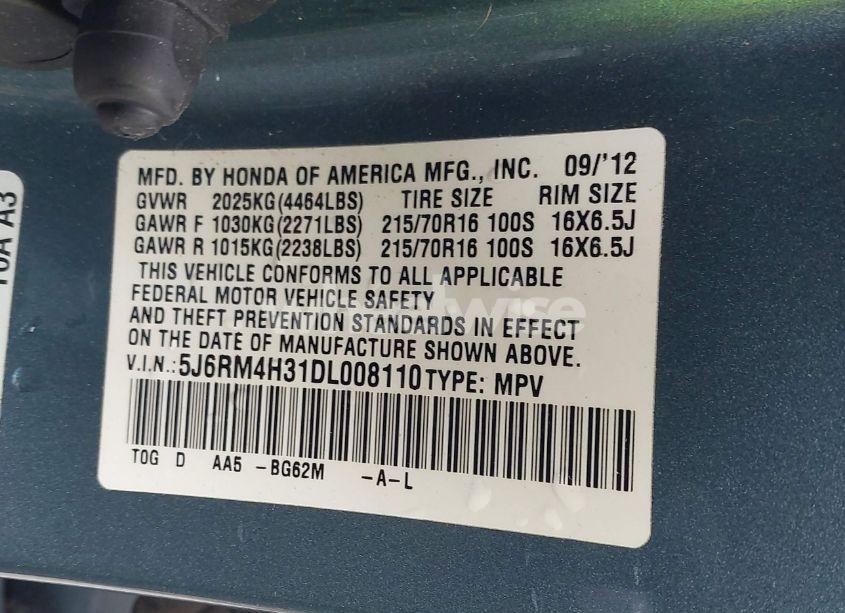 MFD. BY HONDA OF AMERICA MFG., INC. 09/'12
GVWR 2025KG(4464LBS) TIRE SIZE RIM SIZE
GAWR F 1030KG(2271LBS) 215/70R16 100S 16X6.5J
GAWR R 1015KG(2238LBS) 215/70R16 100S 16X6.5J
THIS VEHICLE CONFORMS TO ALL APPLICABLE
FEDERAL MOTOR VEHICLE SAFETY
AND THEFT PREVENTION STANDARDS IN EFFECT
ON THE DATE OF MANUFACTURE SHOWN ABOVE.
V.I.N.: 5J6RM4H31DL008110 TYPE: MPV
T0G D AA5 -BG62M -A-L
A3